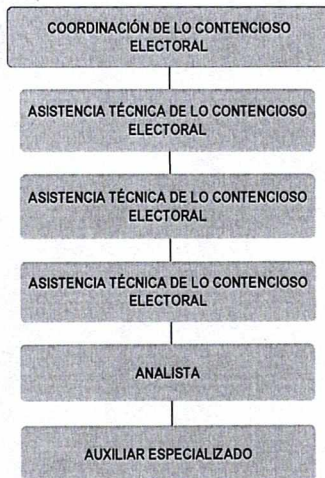 COORDINACIÓN DE LO CONTENCIOSO
ELECTORAL
ASISTENCIA TÉCNICA DE LO CONTENCIOSO
ELECTORAL
ASISTENCIA TÉCNICA DE LO CONTENCIOSO
ELECTORAL
ASISTENCIA TÉCNICA DE LO CONTENCIOSO
ELECTORAL
ANALISTA
AUXILIAR ESPECIALIZADO